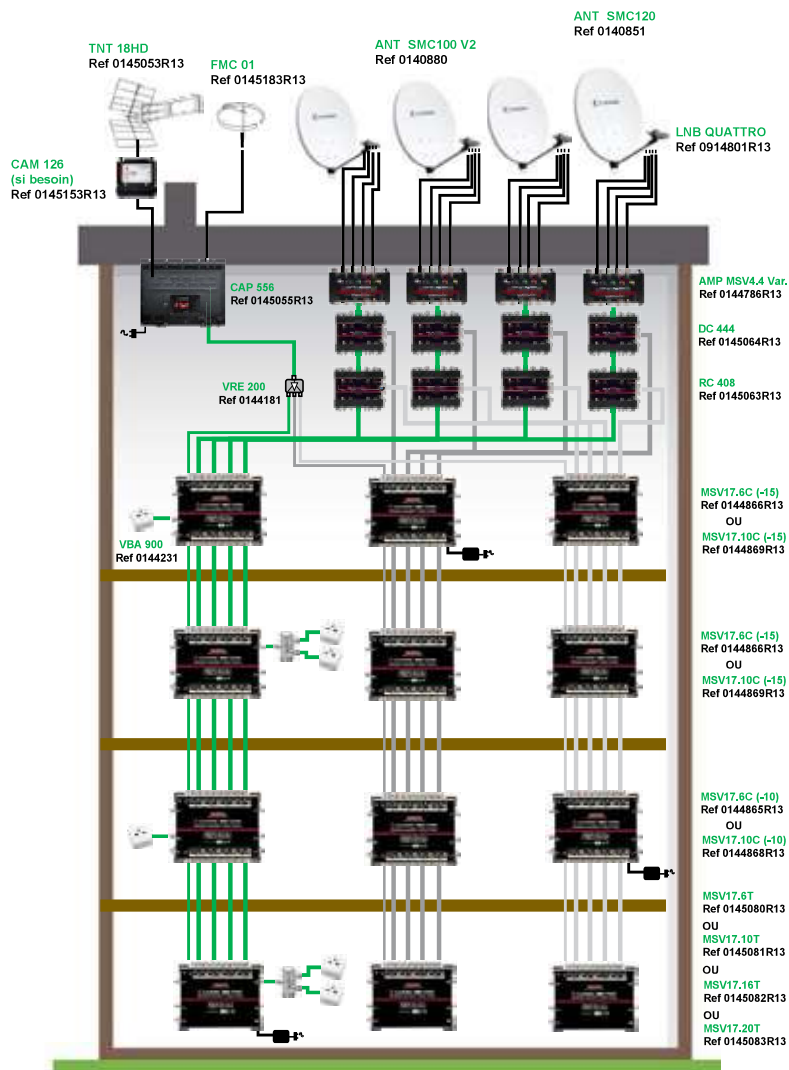 ANT SMC120
Ref 0140851
ANT SMC100 V2
Ref 0140880
TNT 18HD
Ref 0145053R13
FMC 01
Ref 0145183R13
LNB QUATTRO
Ref 0914801R13
CAM 126
(si besoin)
Ref 0145153R13
CAP 556
Ref 0145055R13
AMP MSV4.4 Var.
Ref 0144786R13
DC 444
Ref 0145064R13
VRE 200
Ref 0144181
RC 408
Ref 0145063R13
MSV17.6C (-15)
Ref 0144866R13
OU
MSV17.10C (-15)
Ref 0144869R13
VBA 900
Ref 0144231
MSV17.6C (-15)
Ref 0144866R13
OU
MSV17.10C (-15)
Ref 0144869R13
MSV17.6C (-10)
Ref 0144865R13
OU
MSV17.10C (-10)
Ref 0144868R13
MSV17.6T
Ref 0145080R13
OU
MSV17.10T
Ref 0145081R13
OU
MSV17.16T
Ref 0145082R13
OU
MSV17.20T
Ref 0145083R13